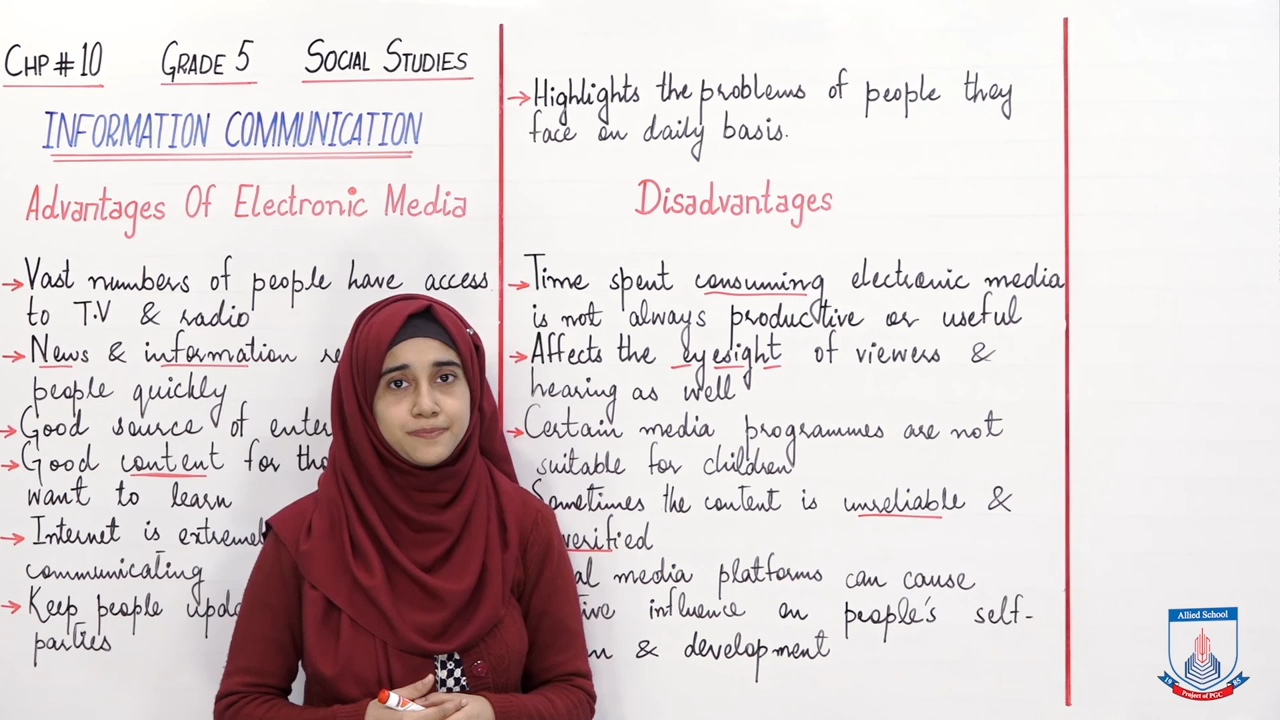 CHP # 10 GRADE 5 SOCIAL STUDIES
INFORMATION COMMUNICATION
Advantages Of Electronic Media
→ Vast numbers of people have access
to T.V & radio
→ News & information
people quickly
→ Good source of
→ Good content for
want to learn
→ Internet is
communicating
→ Keep people
parties
→ Highlights the problems of people they
face on daily basis.
Disadvantages
→ Time spent consuming electronic media
is not always productive or useful
→ Affects the eyesight of viewers &
hearing as well
→ Certain media programmes are not
suitable for children
Sometimes the content is unreliable &
verified
media platforms can cause
influence on people's self-
& development
Allied School
1985
Project of PGC